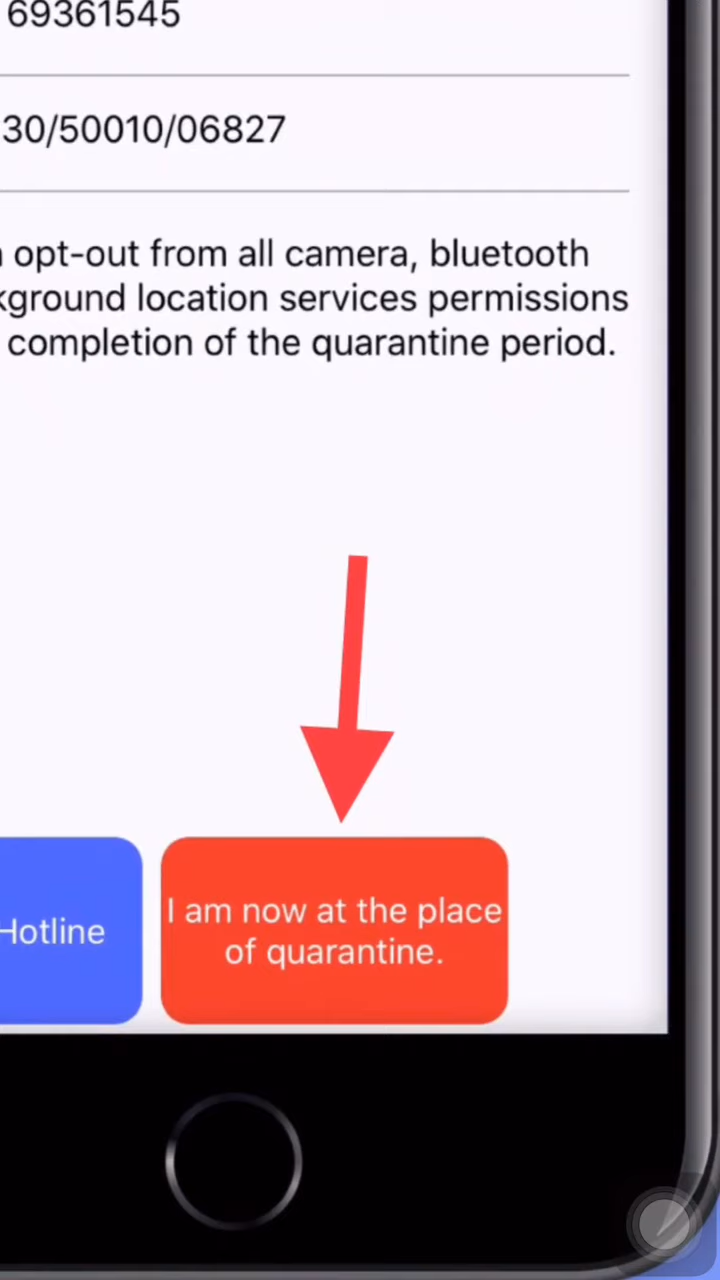 69361545
30/50010/06827
opt-out from all camera, bluetooth
kground location services permissions
completion of the quarantine period.
Hotline
I am now at the place
of quarantine.